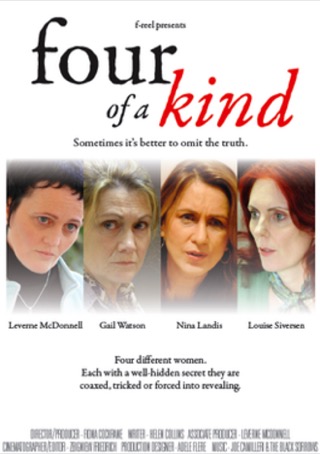 f-reel presents
four
of a kind
Sometimes it's better to omit the truth.
Leverne McDonnell Gail Watson Nina Landis Louise Siversen
Four different women.
Each with a well-hidden secret they are
coaxed, tricked or forced into revealing.
DIRECTOR/PRODUCER - FIONA COCHRANE WRITER - HELEN COLLINS ASSOCIATE PRODUCER - LEVERNE MCDONNELL
CINEMATOGRAPHER/EDITOR - ZBIGNIEW FRIEDRICH PRODUCTION DESIGNER - ADELE FLERE MUSIC - JOE CAMILLERI & THE BLACK SORROWS